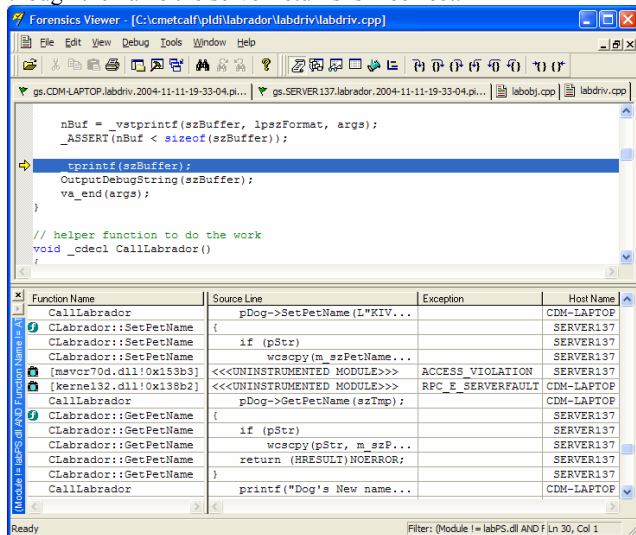 Forensics Viewer - [C:\cmetcalf\pldi\labrador\labdriv\labdriv.cpp]
File Edit View Debug Tools Window Help
gs.CDM-LAPTOP.labdriv.2004-11-11-19-33-04.pi... gs.SERVER137.labrador.2004-11-11-19-33-04.pi... labobj.cpp labdriv.cpp
nBuf = _vstprintf(szBuffer, lpszFormat, args);
_ASSERT(nBuf < sizeof(szBuffer));
_tprintf(szBuffer);
OutputDebugString(szBuffer);
va_end(args);
}
// helper function to do the work
void _cdecl CallLabrador()
{
Function Name Source Line Exception Host Name
CallLabrador pDog->SetPetName(L"KIV... CDM-LAPTOP
CLabrador::SetPetName { SERVER137
CLabrador::SetPetName if (pStr) SERVER137
CLabrador::SetPetName wcscpy(m_szPetName... SERVER137
[msvcr70d.dll!0x153b3] <<<UNINSTRUMENTED MODULE>>> ACCESS_VIOLATION SERVER137
[kernel32.dll!0x138b2] <<<UNINSTRUMENTED MODULE>>> RPC_E_SERVERFAULT CDM-LAPTOP
CallLabrador pDog->GetPetName(szTmp); CDM-LAPTOP
CLabrador::GetPetName { SERVER137
CLabrador::GetPetName if (pStr) SERVER137
CLabrador::GetPetName wcscpy(pStr, m_szP... SERVER137
CLabrador::GetPetName return (HRESULT)NOERROR; SERVER137
CLabrador::GetPetName } SERVER137
CallLabrador printf("Dog's New name... CDM-LAPTOP
(Module != labPS.dll AND Function Name != A
Ready Filter: (Module != labPS.dll AND F Ln 30, Col 1